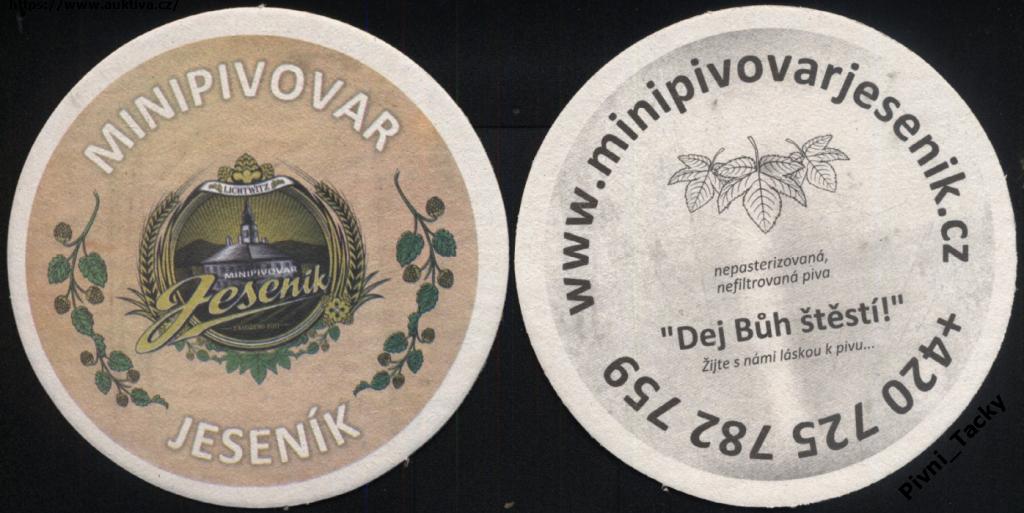 https://www.auktiva.cz/
MINIPIVOVAR
LICHTWITZ
MINIPIVOVAR
Jeseník
JESENÍK
www.minipivovarjesenik.cz
nepasterizovaná,
nefiltrovaná piva
"Dej Bůh štěstí!"
Žijte s námi láskou k pivu...
+420 725 782 759
Pivni_Tacky